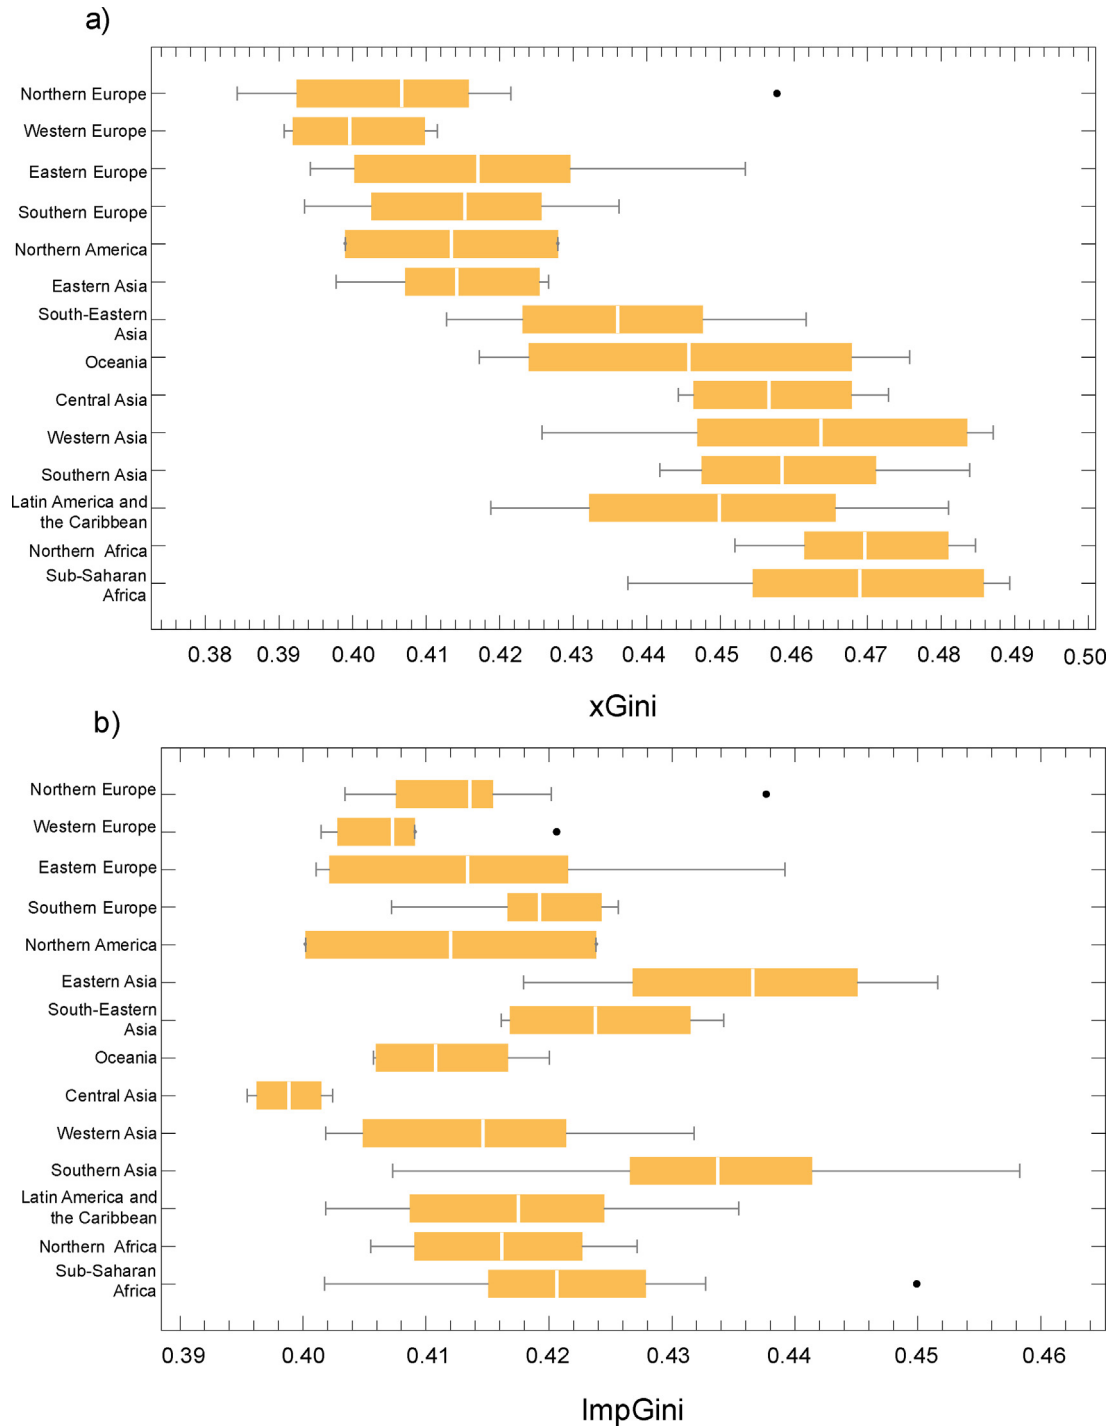 a)
Northern Europe
Western Europe
Eastern Europe
Southern Europe
Northern America
Eastern Asia
South-Eastern
Asia
Oceania
Central Asia
Western Asia
Southern Asia
Latin America and
the Caribbean
Northern Africa
Sub-Saharan
Africa
0.38 0.39 0.40 0.41 0.42 0.43 0.44 0.45 0.46 0.47 0.48 0.49 0.50
xGini
b)
Northern Europe
Western Europe
Eastern Europe
Southern Europe
Northern America
Eastern Asia
South-Eastern
Asia
Oceania
Central Asia
Western Asia
Southern Asia
Latin America and
the Caribbean
Northern Africa
Sub-Saharan
Africa
0.39 0.40 0.41 0.42 0.43 0.44 0.45 0.46
ImpGini